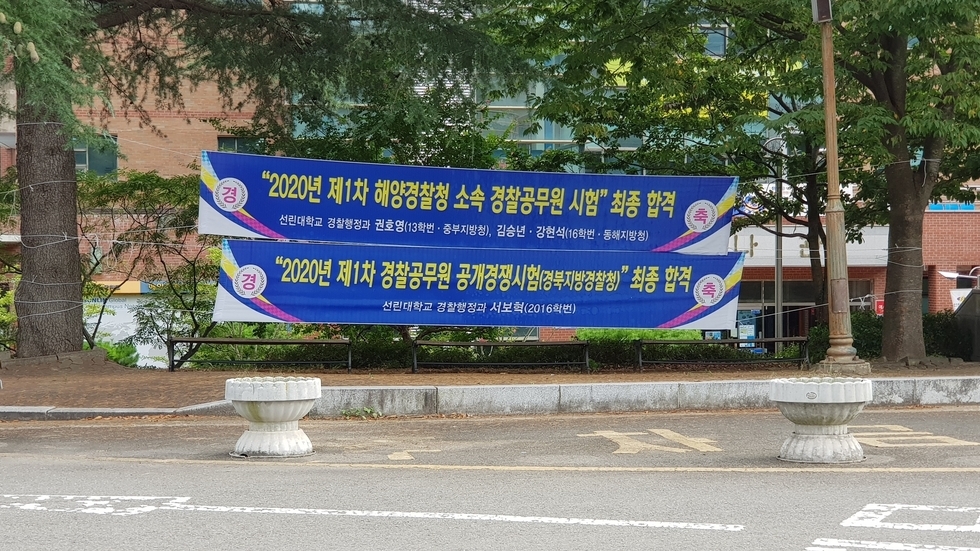 경 "2020년 제1차 해양경찰청 소속 경찰공무원 시험" 최종 합격 축
선린대학교 경찰행정과 권호영(13학번·중부지방청), 김승년·강현석(16학번·동해지방청)
경 "2020년 제1차 경찰공무원 공개경쟁시험(경북지방경찰청)" 최종 합격 축
선린대학교 경찰행정과 서보혁(2016학번)